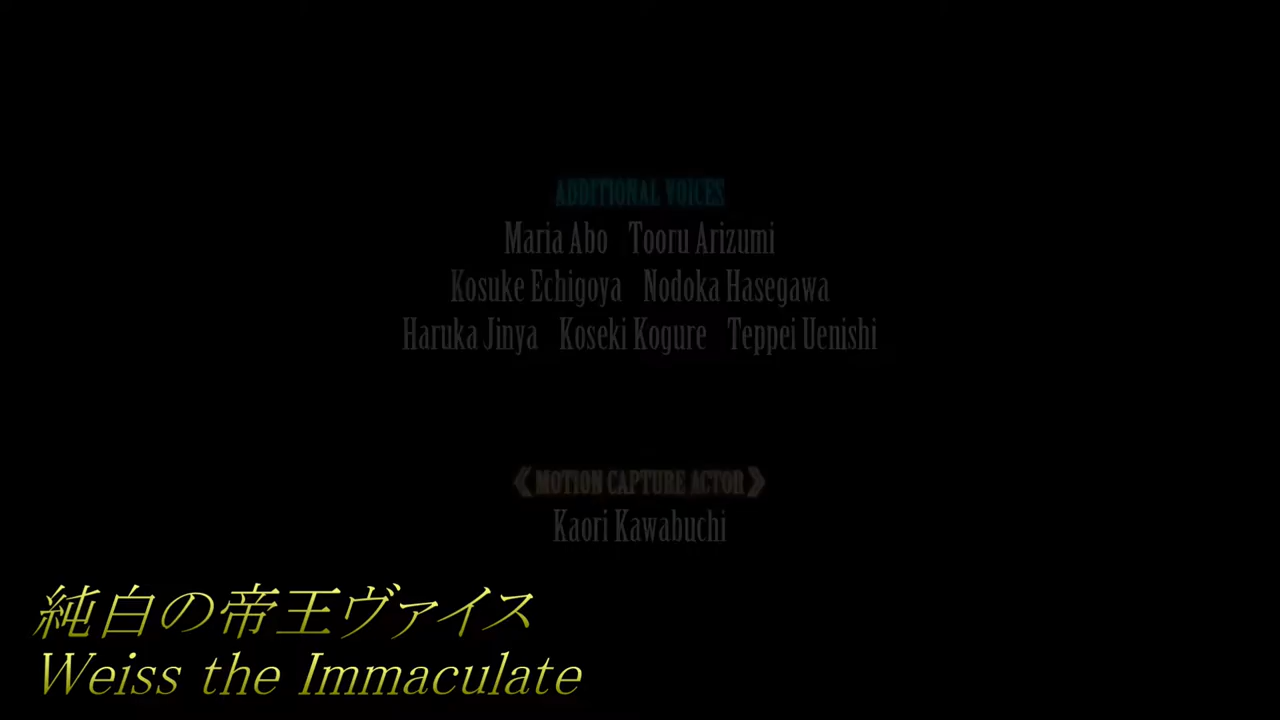 ADDITIONAL VOICES
Maria Abo Tooru Arizumi
Kosuke Echigoya Nodoka Hasegawa
Haruka Jinya Koseki Kogure Teppei Uenishi
《MOTION CAPTURE ACTOR》
Kaori Kawabuchi
純白の帝王ヴァイス
Weiss the Immaculate